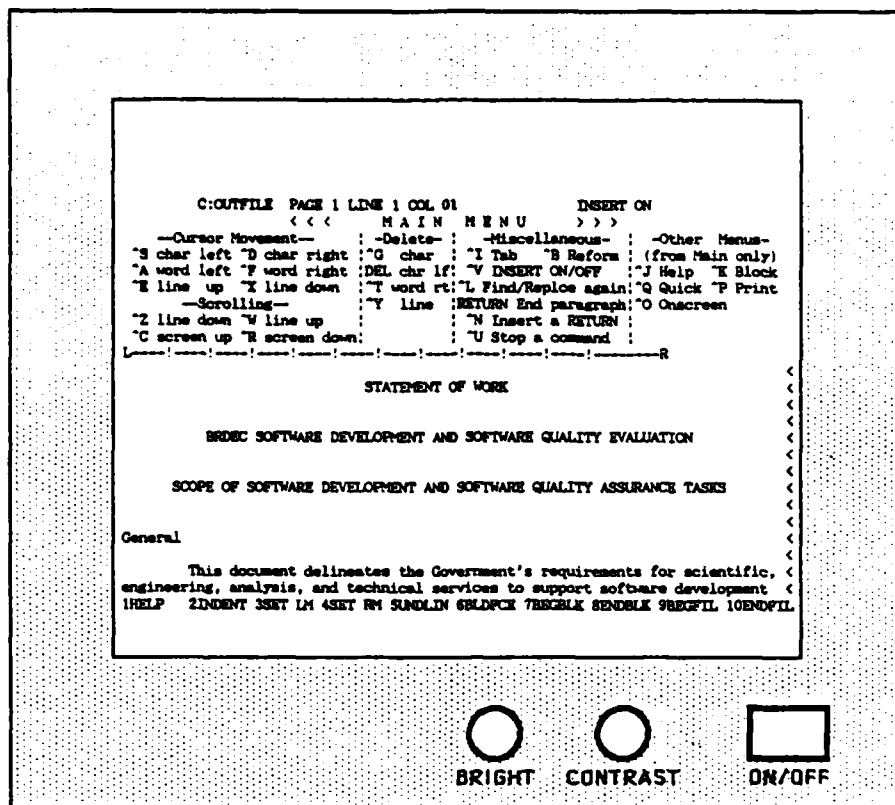 C:OUTFILE PAGE 1 LINE 1 COL 01 INSERT ON
< < < M A I N M E N U > > >
—Cursor Movement— ¦ -Delete- ¦ -Miscellaneous- ¦ -Other Menus-
^S char left ^D char right ¦^G char ¦ ^I Tab ^B Reform ¦ (from Main only)
^A word left ^F word right ¦DEL chr lf¦ ^V INSERT ON/OFF ¦^J Help ^K Block
^E line up ^X line down ¦^T word rt¦^L Find/Replce again¦^Q Quick ^P Print
—Scrolling— ¦^Y line ¦RETURN End paragraph¦^O Onscreen
^Z line down ^W line up ¦ ¦ ^N Insert a RETURN ¦
^C screen up ^R screen down¦ ¦ ^U Stop a command ¦
L----!----!----!----!----!----!----!----!----!----!----!--------R
<
STATEMENT OF WORK <
<
<
BRDEC SOFTWARE DEVELOPMENT AND SOFTWARE QUALITY EVALUATION <
<
<
SCOPE OF SOFTWARE DEVELOPMENT AND SOFTWARE QUALITY ASSURANCE TASKS <
<
<
General <
<
This document delineates the Government's requirements for scientific, <
engineering, analysis, and technical services to support software development <
1HELP 2INDENT 3SET LM 4SET RM 5UNDLIN 6BLDFCE 7BEGBLK 8ENDBLK 9BEGFIL 10ENDFIL
BRIGHT CONTRAST ON/OFF